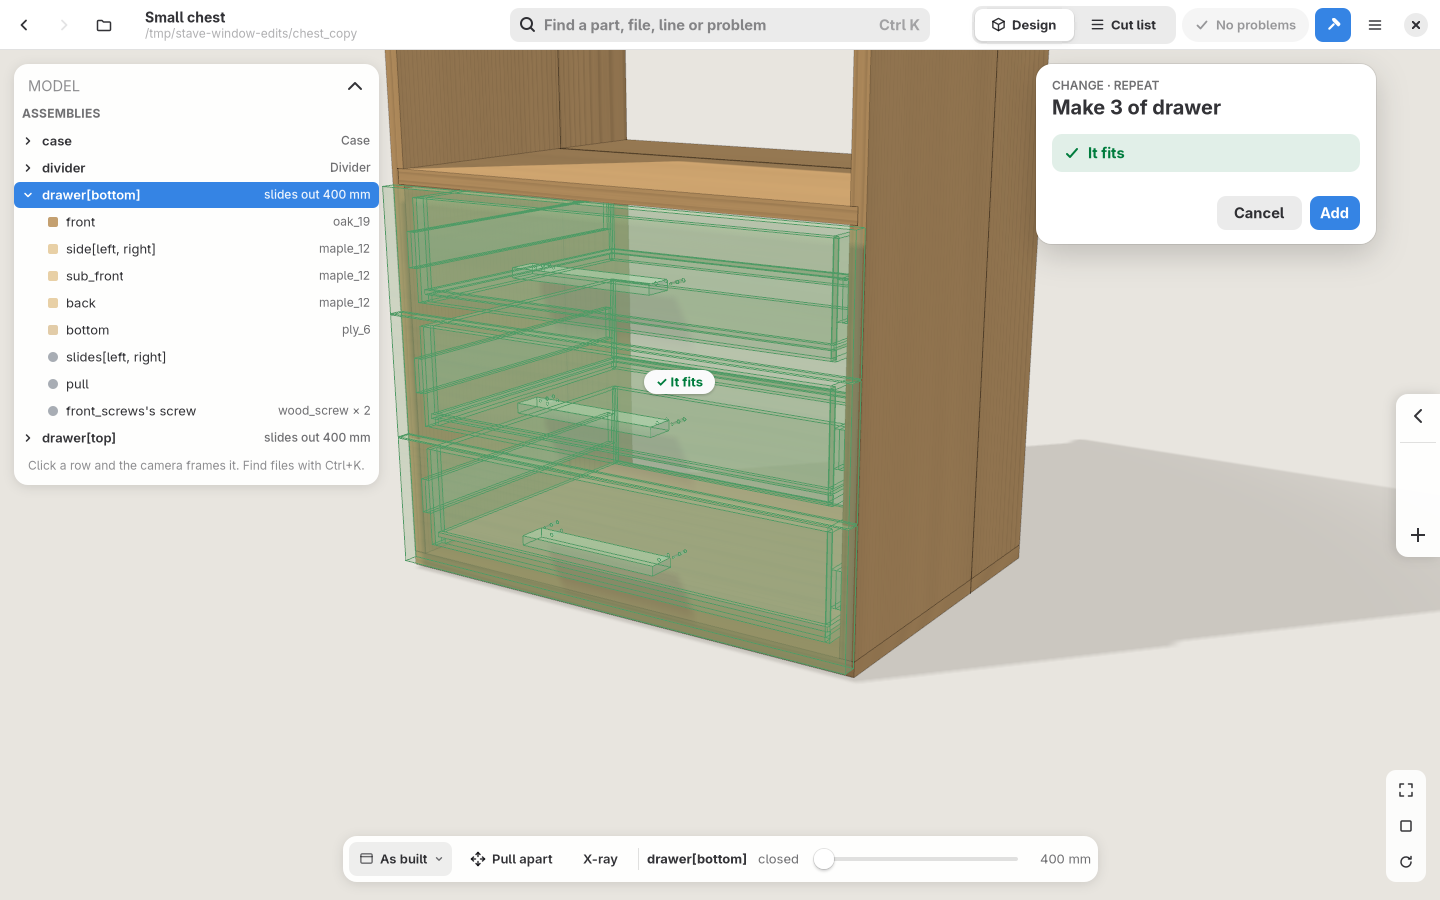 Small chest
/tmp/stave-window-edits/chest_copy
Find a part, file, line or problem
Ctrl K
Design
Cut list
No problems
MODEL
ASSEMBLIES
case
Case
divider
Divider
drawer[bottom]
slides out 400 mm
front
oak_19
side[left, right]
maple_12
sub_front
maple_12
back
maple_12
bottom
ply_6
slides[left, right]
pull
front_screws's screw
wood_screw × 2
drawer[top]
slides out 400 mm
Click a row and the camera frames it. Find files with Ctrl+K.
CHANGE · REPEAT
Make 3 of drawer
It fits
Cancel
Add
It fits
As built
Pull apart
X-ray
drawer[bottom]
closed
400 mm